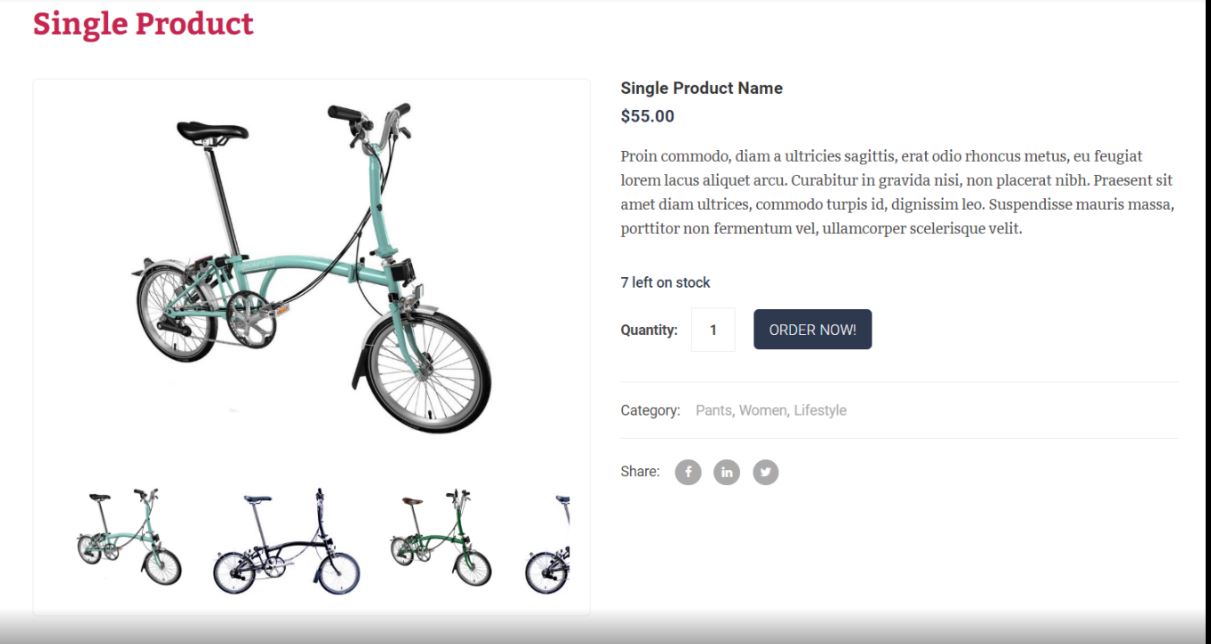 Single Product
Single Product Name
$55.00
Proin commodo, diam a ultricies sagittis, erat odio rhoncus metus, eu feugiat
lorem lacus aliquet arcu. Curabitur in gravida nisi, non placerat nibh. Praesent sit
amet diam ultrices, commodo turpis id, dignissim leo. Suspendisse mauris massa,
porttitor non fermentum vel, ullamcorper scelerisque velit.
7 left on stock
Quantity: 1 ORDER NOW!
Category: Pants, Women, Lifestyle
Share: f in